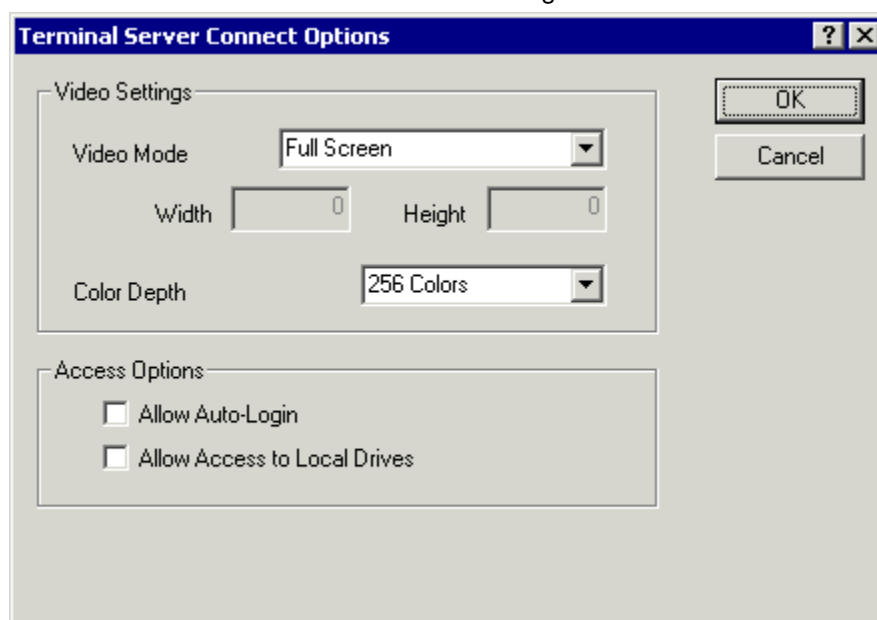 Terminal Server Connect Options
Video Settings
OK
Video Mode Full Screen
Cancel
Width 0 Height 0
Color Depth 256 Colors
Access Options
Allow Auto-Login
Allow Access to Local Drives